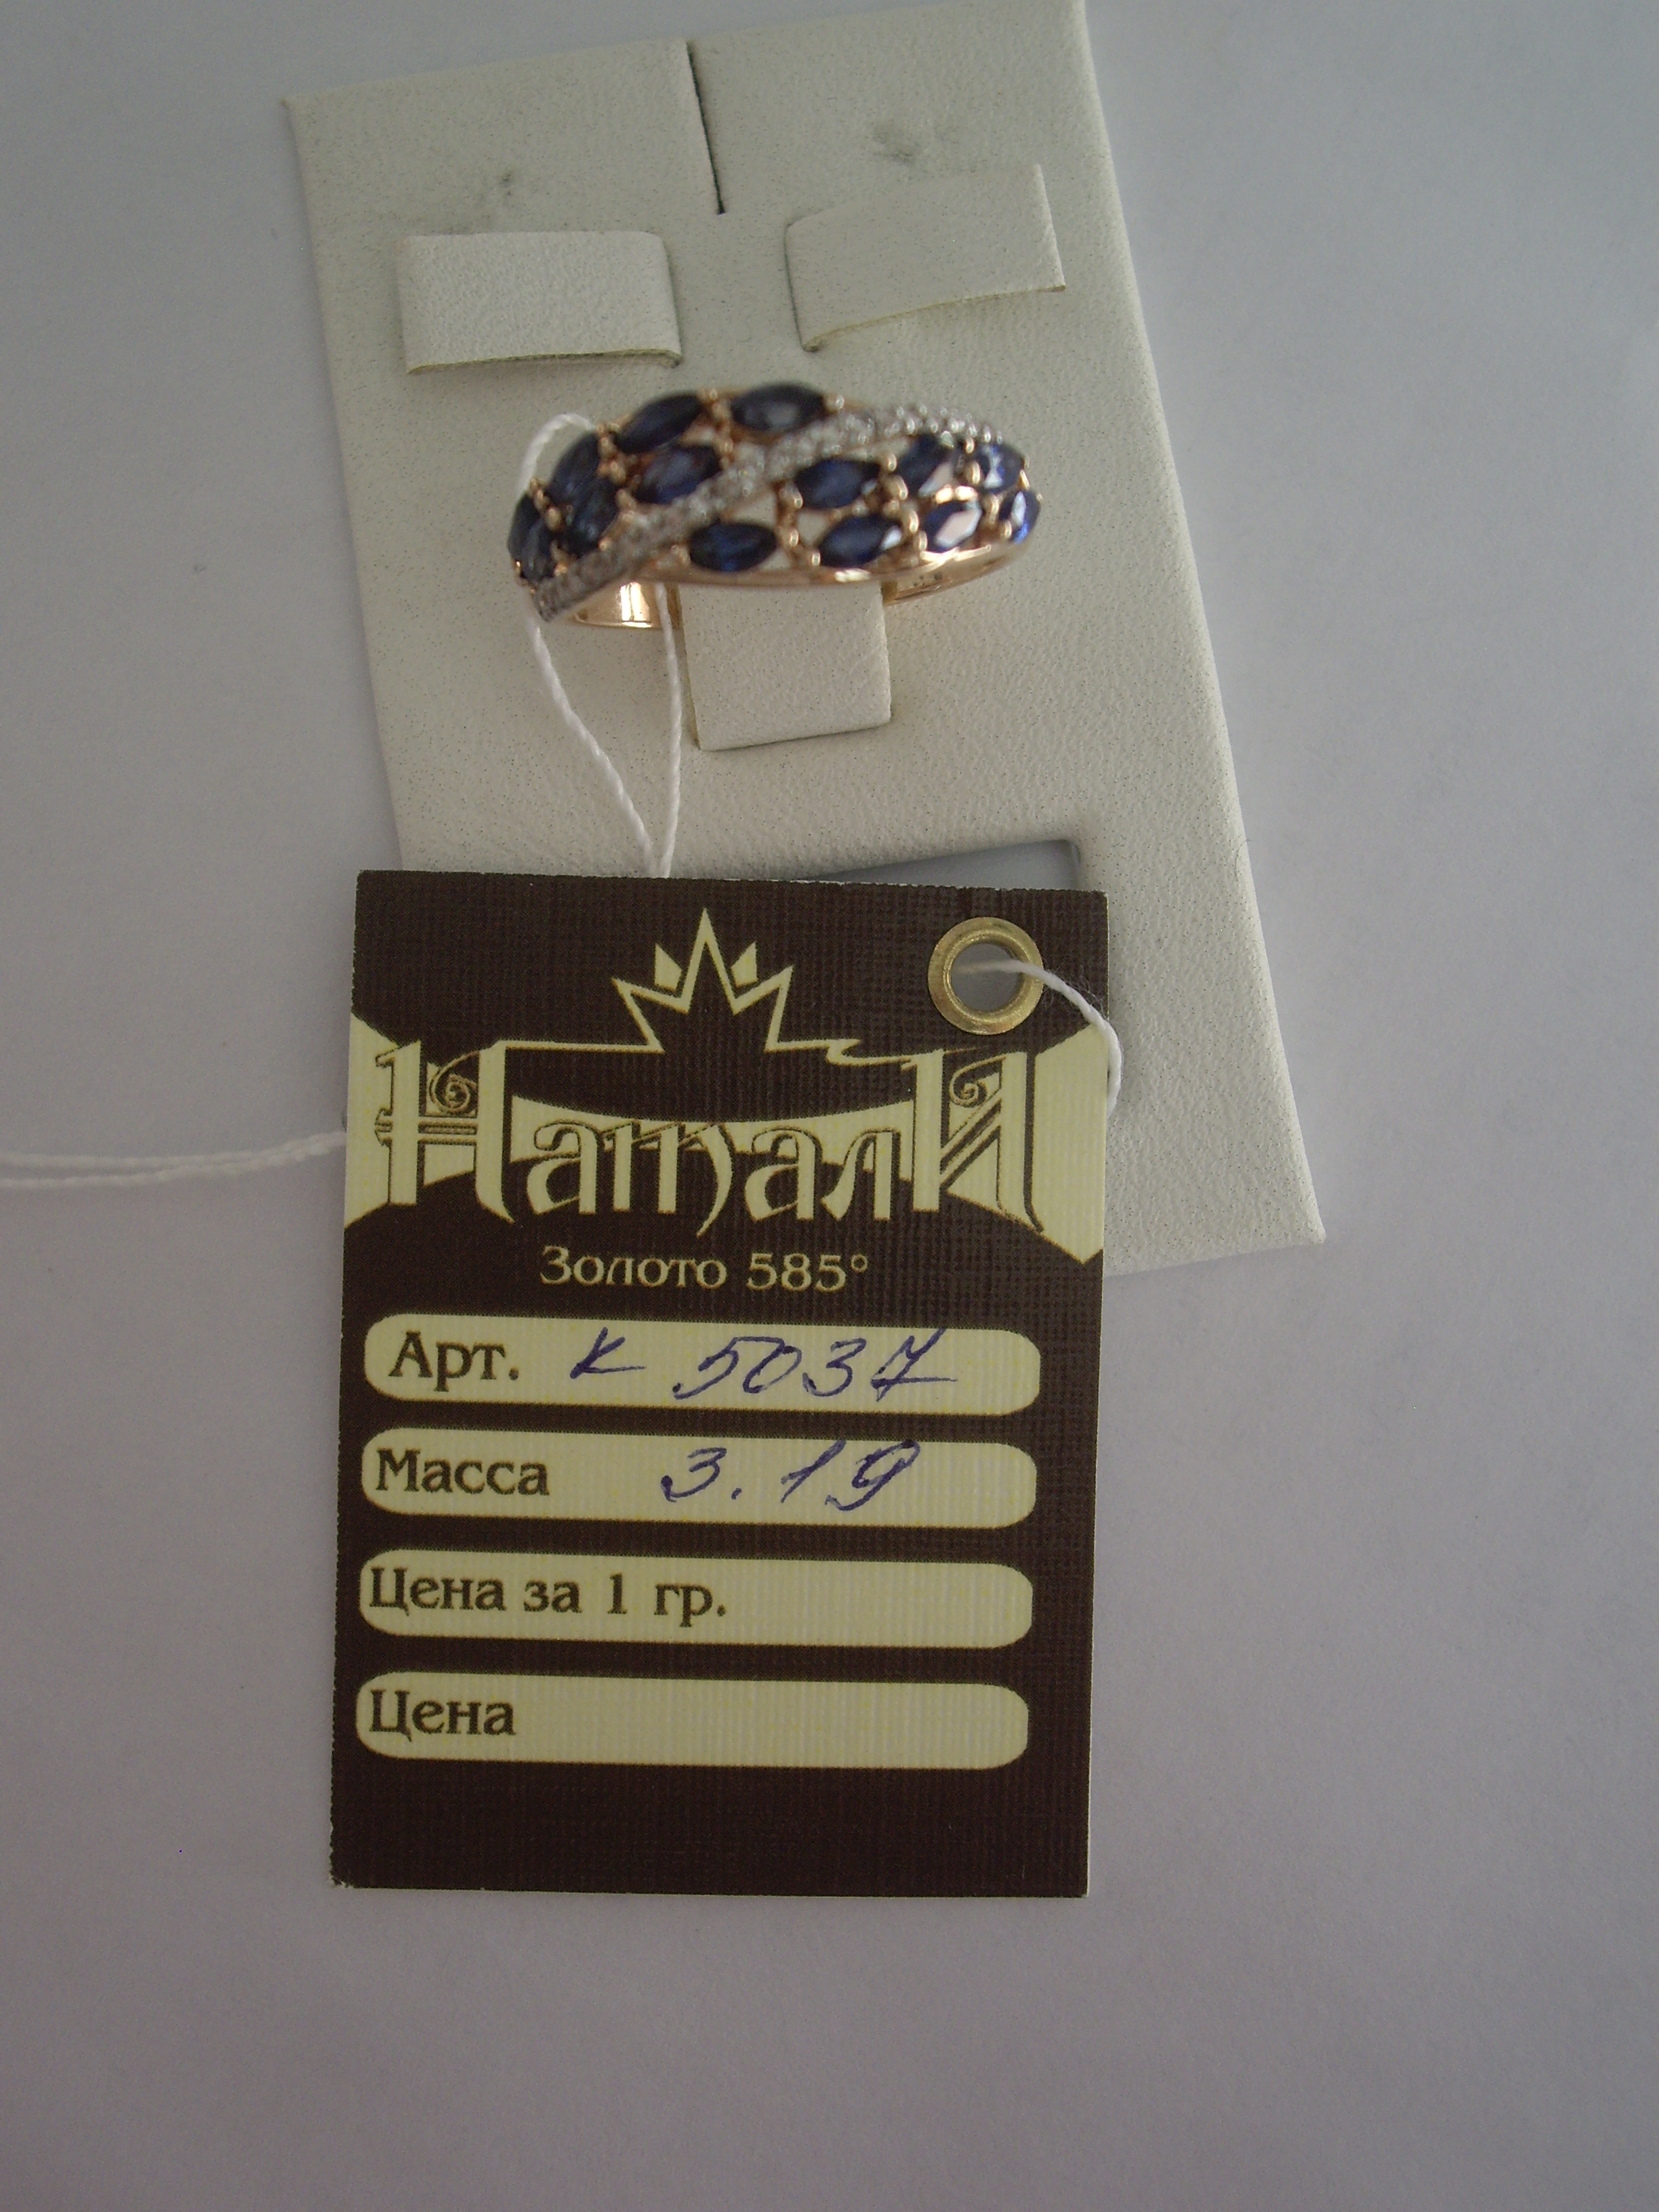 Натали
Золото 585°
Арт. К 5037
Масса 3.19
Цена за 1 гр.
Цена